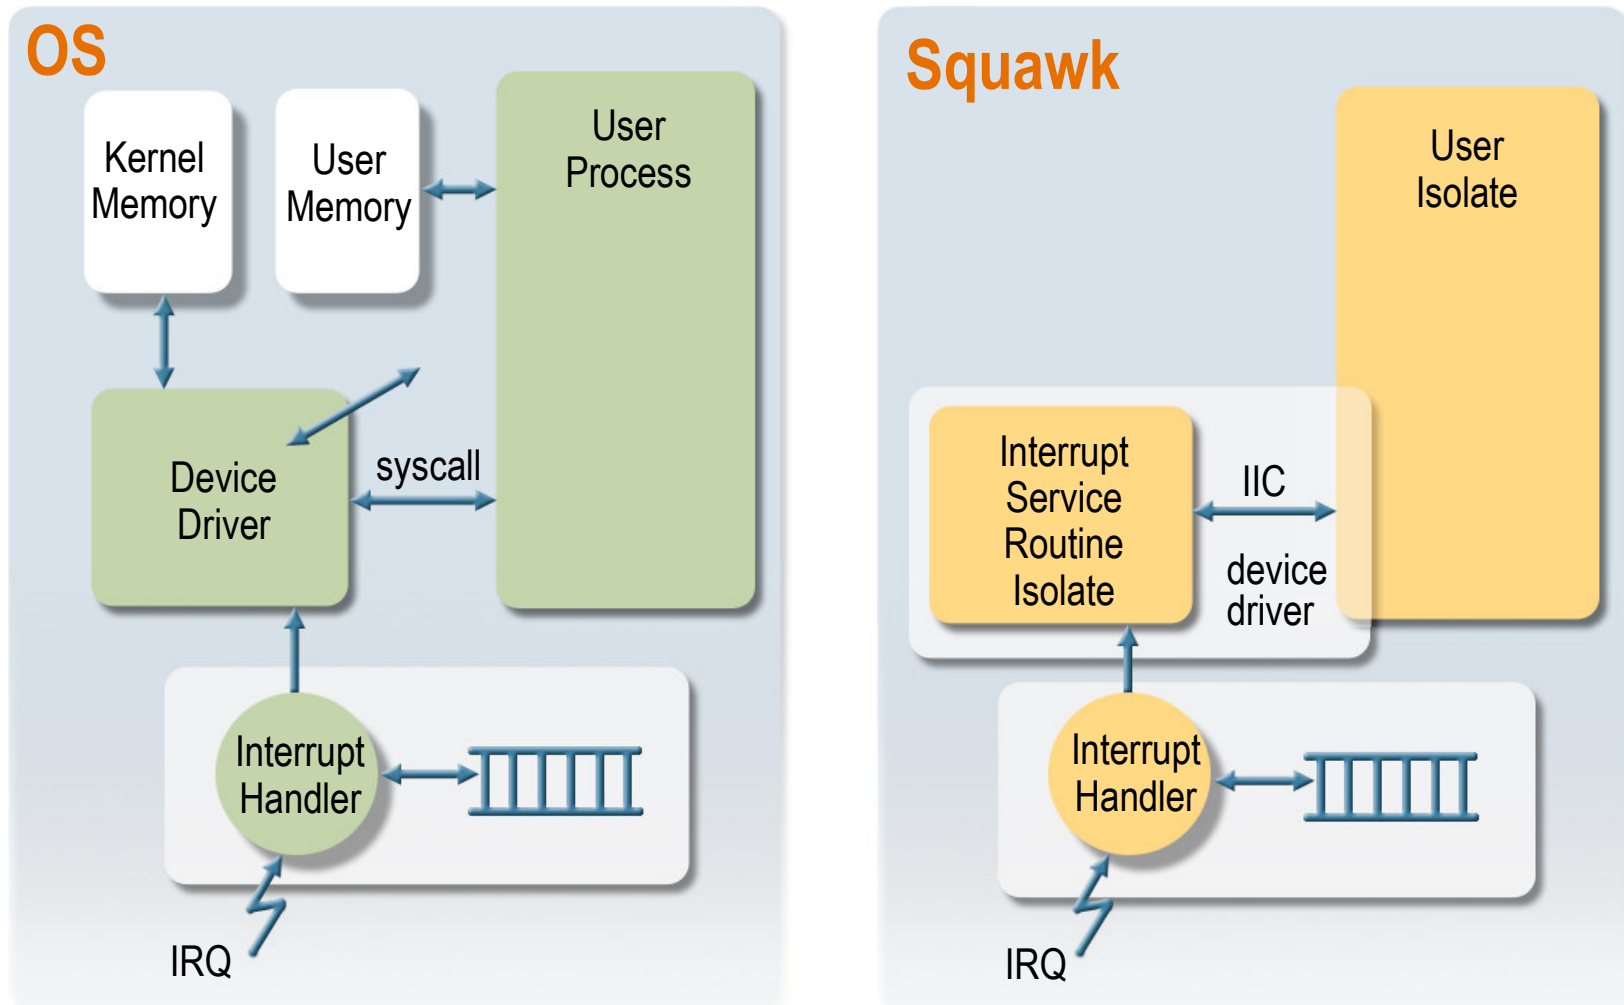 OS
Kernel
Memory
User
Memory
User
Process
Device
Driver
syscall
Interrupt
Handler
IRQ
Squawk
User
Isolate
Interrupt
Service
Routine
Isolate
IIC
device
driver
Interrupt
Handler
IRQ